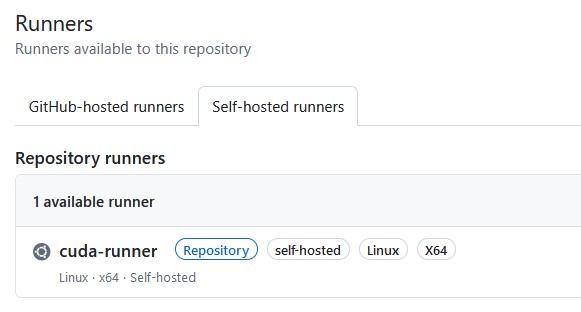 Runners
Runners available to this repository
GitHub-hosted runners Self-hosted runners
Repository runners
1 available runner
cuda-runner Repository self-hosted Linux X64
Linux · x64 · Self-hosted